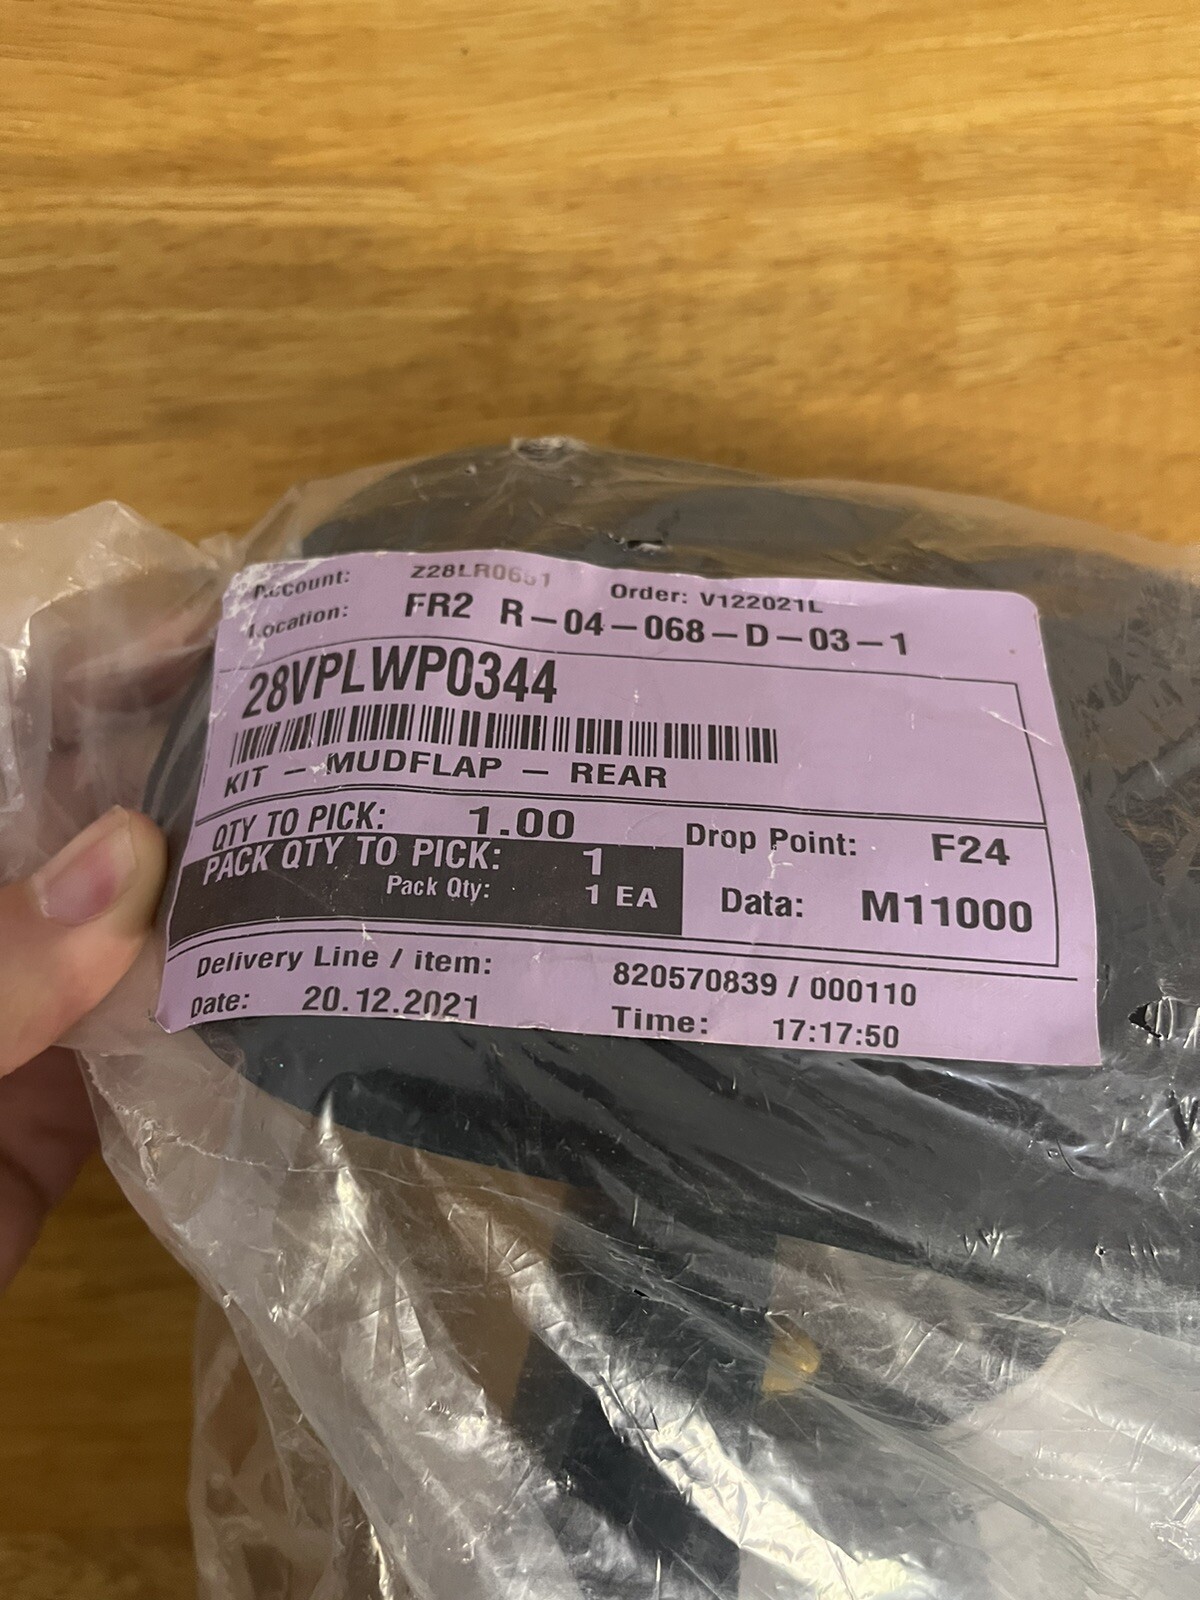 Account: Z28LR0651 Order: V122021L
Location: FR2 R-04-068-D-03-1
28VPLWP0344
KIT - MUDFLAP - REAR
QTY TO PICK: 1.00 Drop Point: F24
PACK QTY TO PICK: 1
Pack Qty: 1 EA Data: M11000
Delivery Line / item: 820570839 / 000110
Date: 20.12.2021 Time: 17:17:50